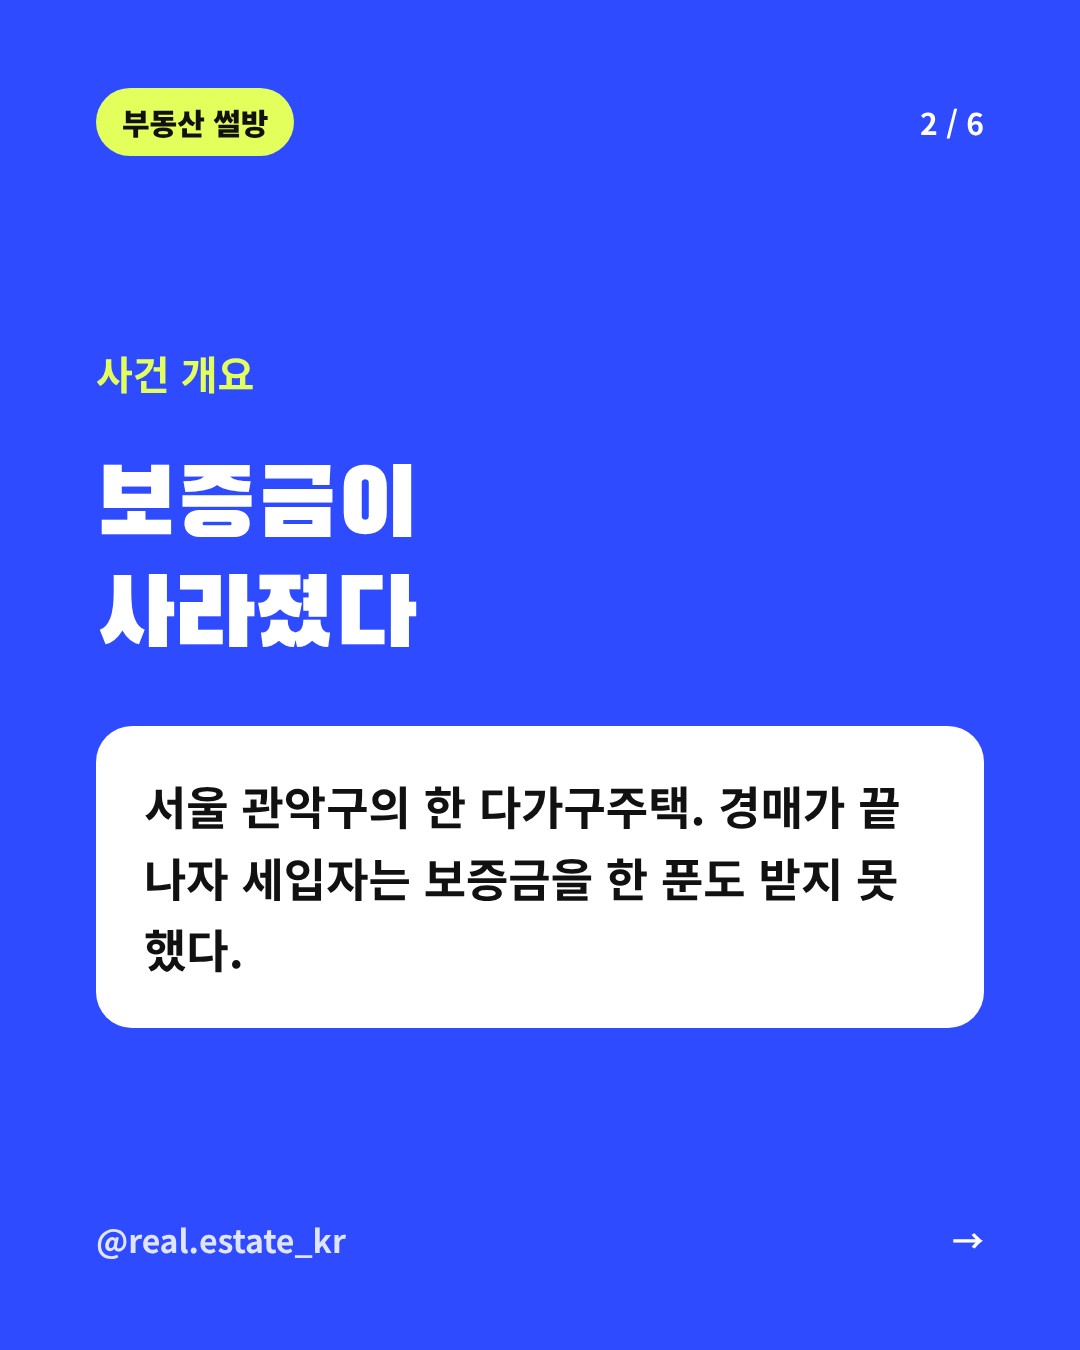 부동산 썰방
2 / 6
사건 개요
보증금이
사라졌다
서울 관악구의 한 다가구주택. 경매가 끝
나자 세입자는 보증금을 한 푼도 받지 못
했다.
@real.estate_kr
→